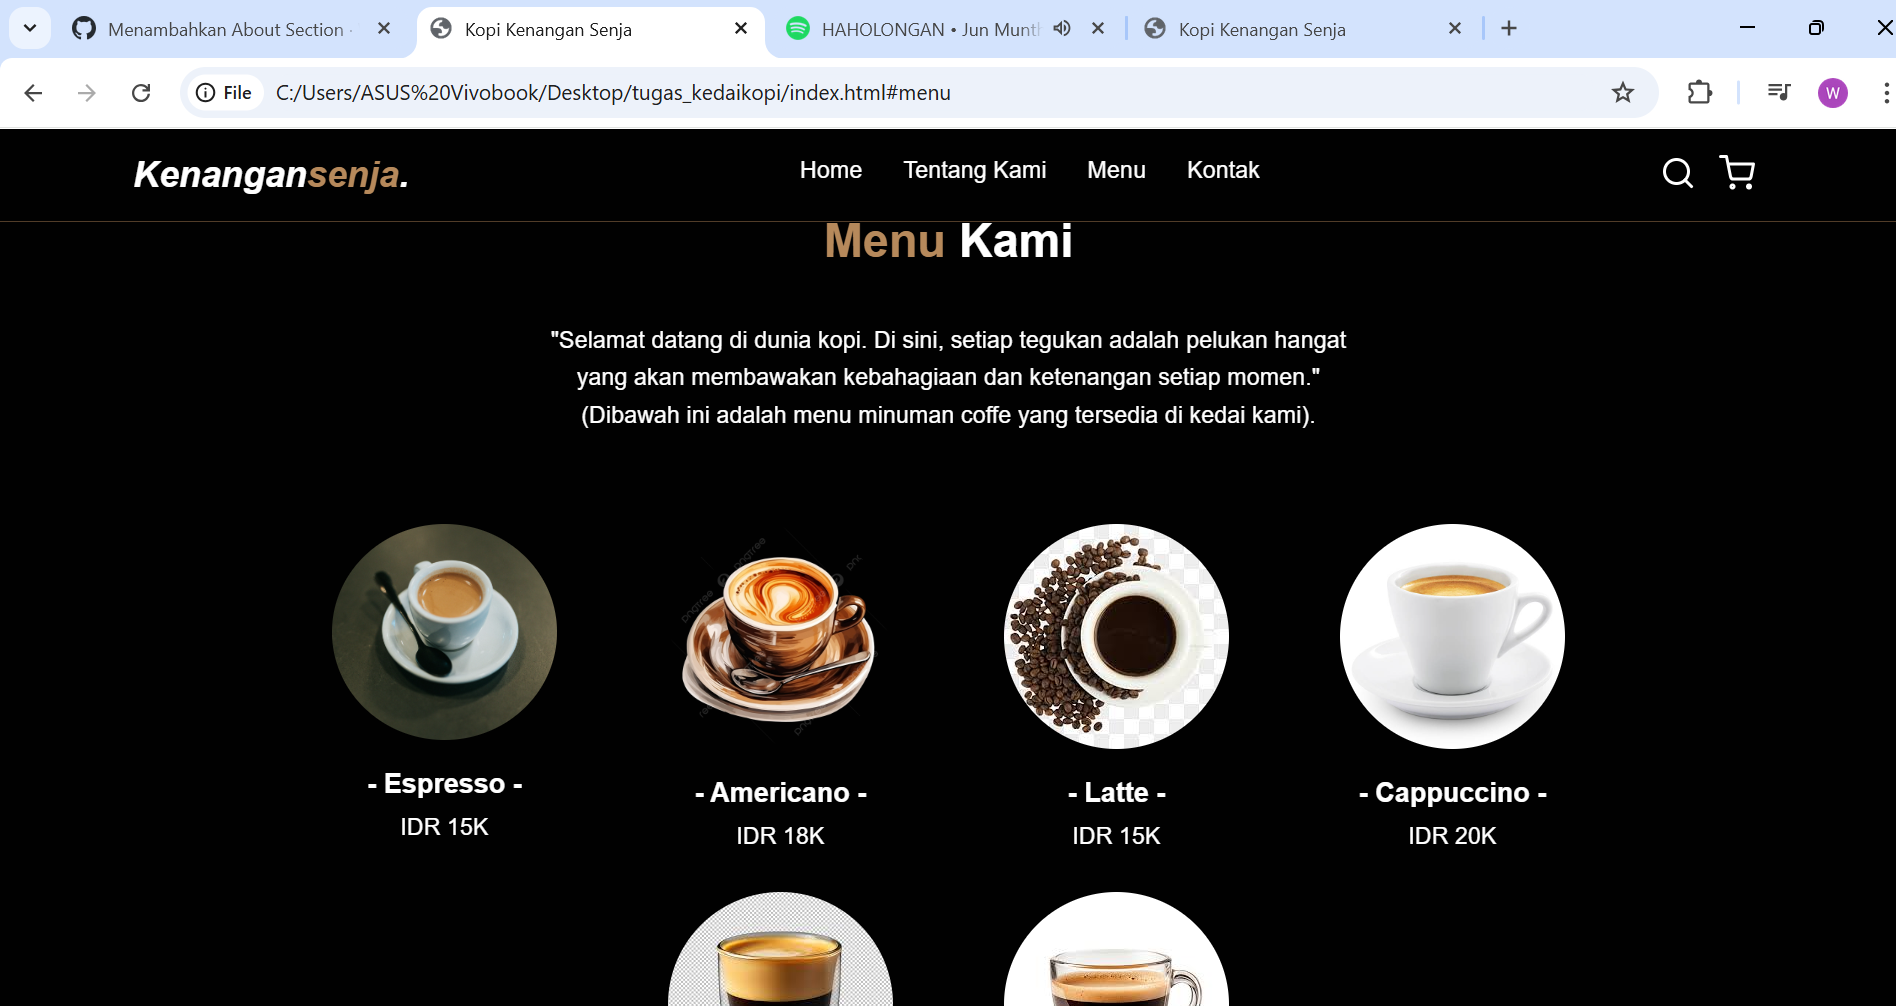 Menambahkan About Section
Kopi Kenangan Senja
HAHOLONGAN • Jun Munt
Kopi Kenangan Senja
File
C:/Users/ASUS%20Vivobook/Desktop/tugas_kedaikopi/index.html#menu
W
Kenangansenja.
Home
Tentang Kami
Menu
Kontak
Menu Kami
"Selamat datang di dunia kopi. Di sini, setiap tegukan adalah pelukan hangat
yang akan membawakan kebahagiaan dan ketenangan setiap momen."
(Dibawah ini adalah menu minuman coffe yang tersedia di kedai kami).
pngtree
pngtree
- Espresso -
IDR 15K
- Americano -
IDR 18K
- Latte -
IDR 15K
- Cappuccino -
IDR 20K